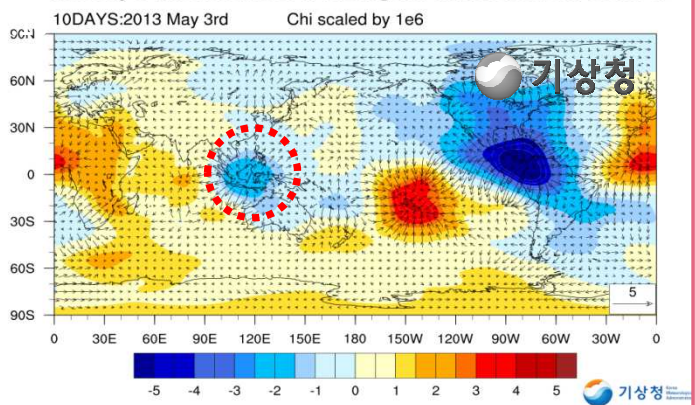 10DAYS:2013 May 3rd Chi scaled by 1e6
60N
30N
0
30S
60S
90S
0 30E 60E 90E 120E 150E 180 150W 120W 90W 60W 30W 0
기상청
5
-5 -4 -3 -2 -1 0 1 2 3 4 5
기상청